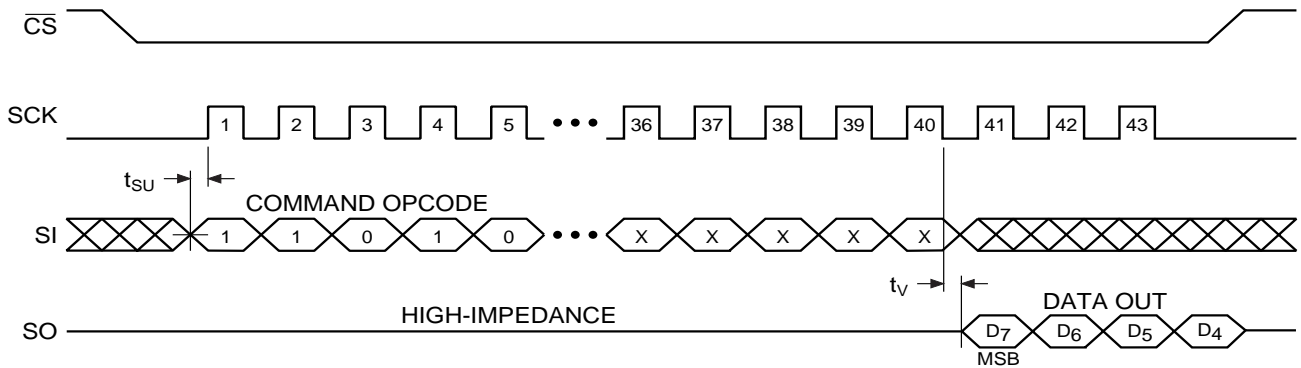 CS
SCK 1 2 3 4 5 ••• 36 37 38 39 40 41 42 43
tSU
COMMAND OPCODE
SI 1 1 0 1 0 ••• X X X X X
tV
HIGH-IMPEDANCE DATA OUT
SO D7 D6 D5 D4
MSB